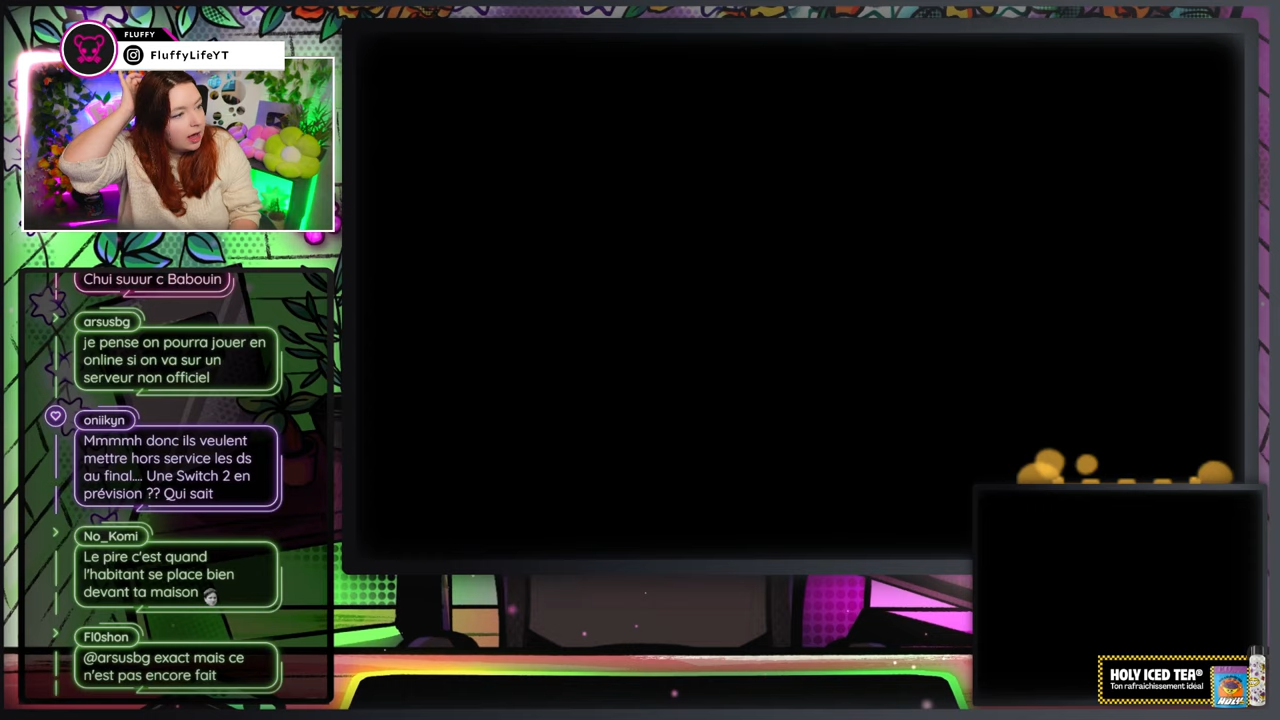 FLUFFY
FluffyLifeYT
Chui suuur c Babouin
arsusbg
je pense on pourra jouer en
online si on va sur un
serveur non officiel
oniikyn
Mmmmh donc ils veulent
mettre hors service les ds
au final.... Une Switch 2 en
prévision ?? Qui sait
No_Komi
Le pire c'est quand
l'habitant se place bien
devant ta maison
Fl0shon
@arsusbg exact mais ce
n'est pas encore fait
HOLY ICED TEA®
Ton rafraichissement idéal
HOLY